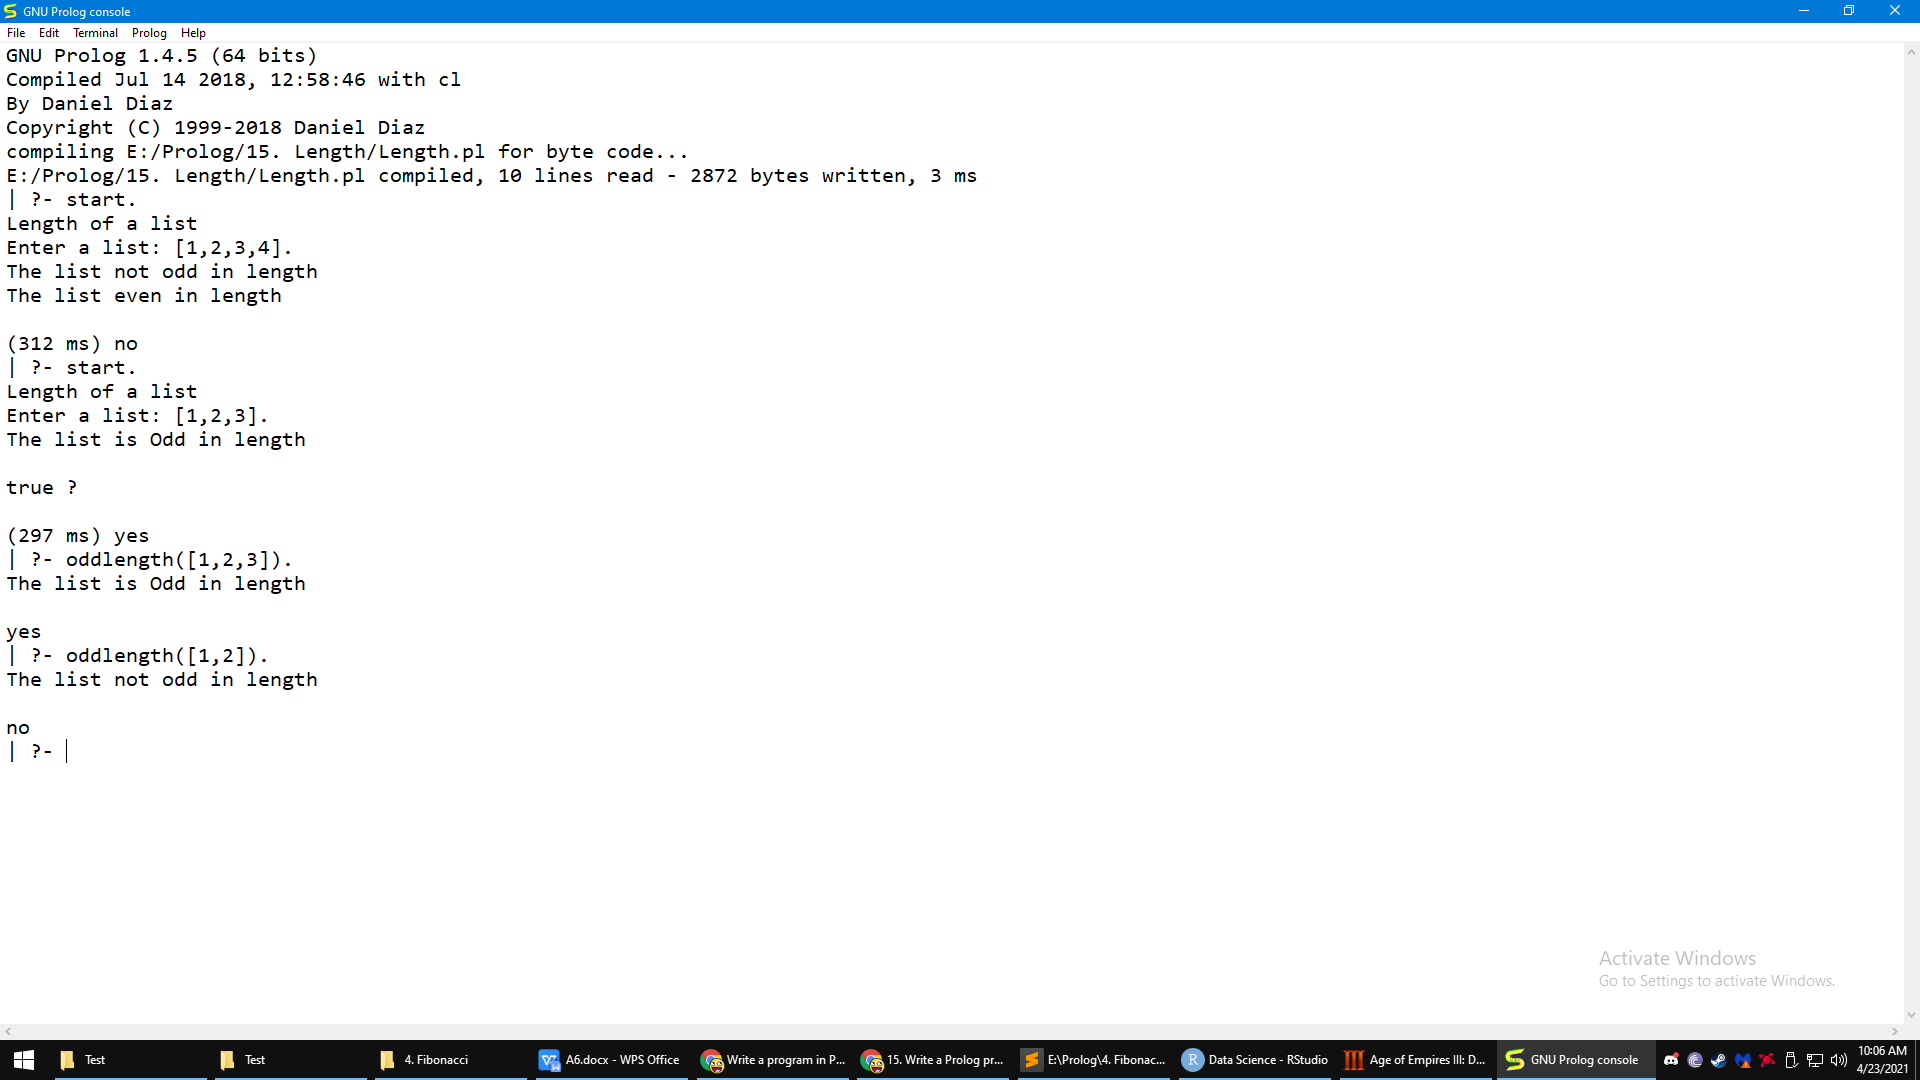 GNU Prolog console
File Edit Terminal Prolog Help
GNU Prolog 1.4.5 (64 bits)
Compiled Jul 14 2018, 12:58:46 with cl
By Daniel Diaz
Copyright (C) 1999-2018 Daniel Diaz
compiling E:/Prolog/15. Length/Length.pl for byte code...
E:/Prolog/15. Length/Length.pl compiled, 10 lines read - 2872 bytes written, 3 ms
| ?- start.
Length of a list
Enter a list: [1,2,3,4].
The list not odd in length
The list even in length
(312 ms) no
| ?- start.
Length of a list
Enter a list: [1,2,3].
The list is Odd in length
true ?
(297 ms) yes
| ?- oddlength([1,2,3]).
The list is Odd in length
yes
| ?- oddlength([1,2]).
The list not odd in length
no
| ?-
Activate Windows
Go to Settings to activate Windows.
Test Test 4. Fibonacci A6.docx - WPS Office Write a program in P... 15. Write a Prolog pr... E:\Prolog\4. Fibonac... Data Science - RStudio Age of Empires III: D... GNU Prolog console 10:06 AM
4/23/2021